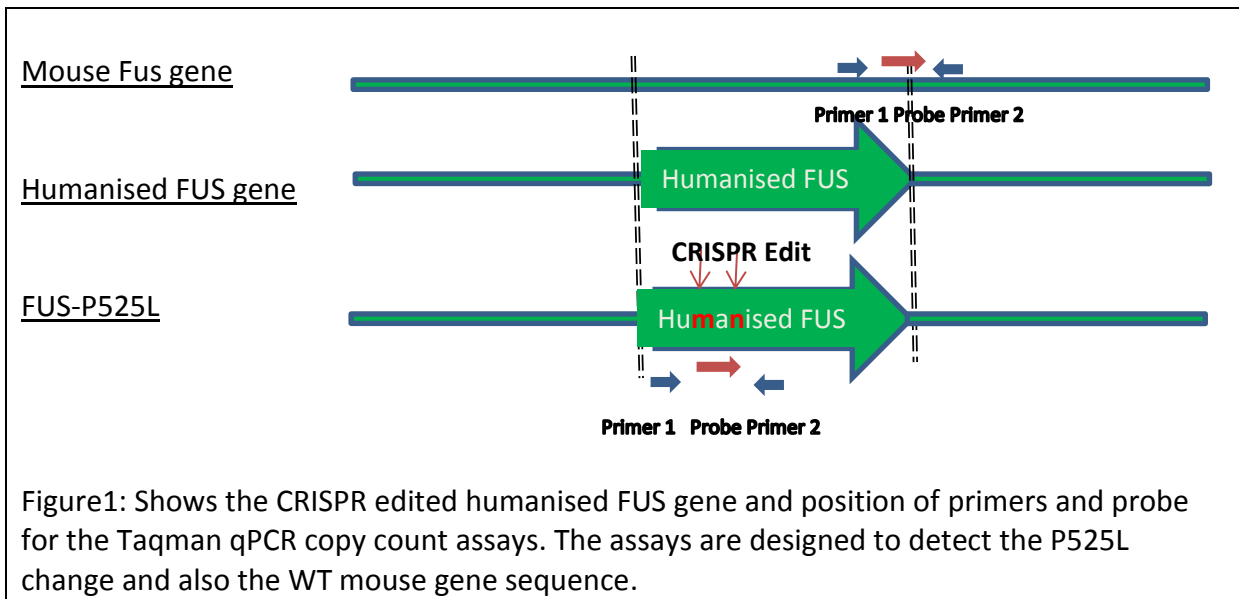 Mouse Fus gene
Primer 1 Probe Primer 2
Humanised FUS gene
Humanised FUS
CRISPR Edit
FUS-P525L
Humanised FUS
Primer 1 Probe Primer 2
Figure1: Shows the CRISPR edited humanised FUS gene and position of primers and probe
for the Taqman qPCR copy count assays. The assays are designed to detect the P525L
change and also the WT mouse gene sequence.